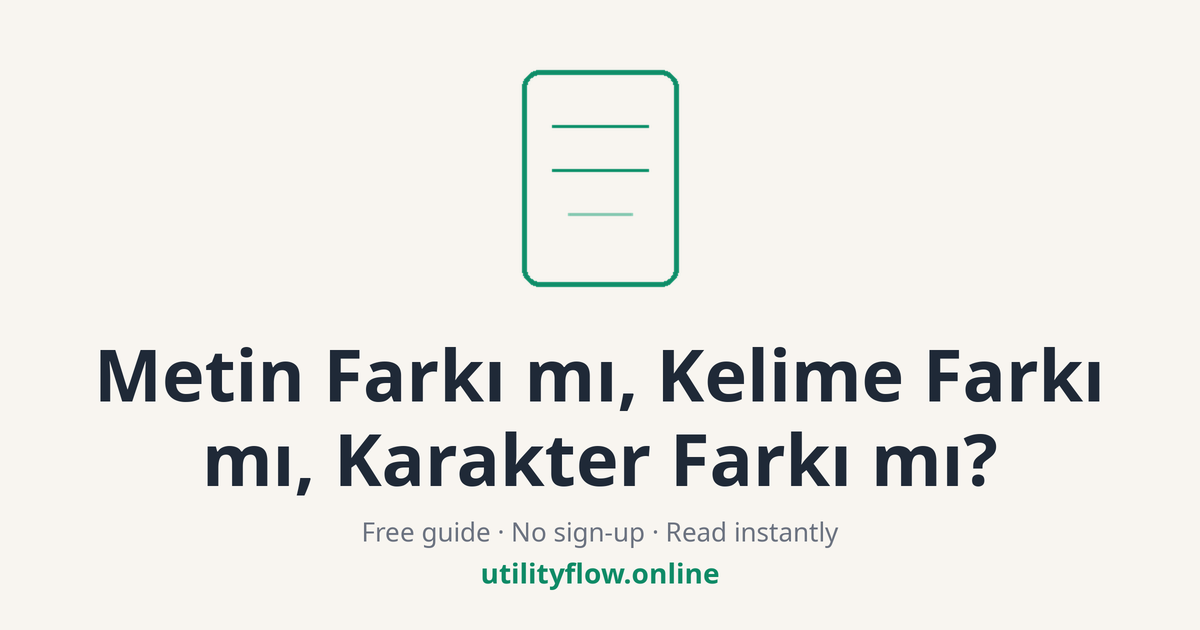 Metin Farkı mı, Kelime Farkı
mı, Karakter Farkı mı?
Free guide · No sign-up · Read instantly
utilityflow.online